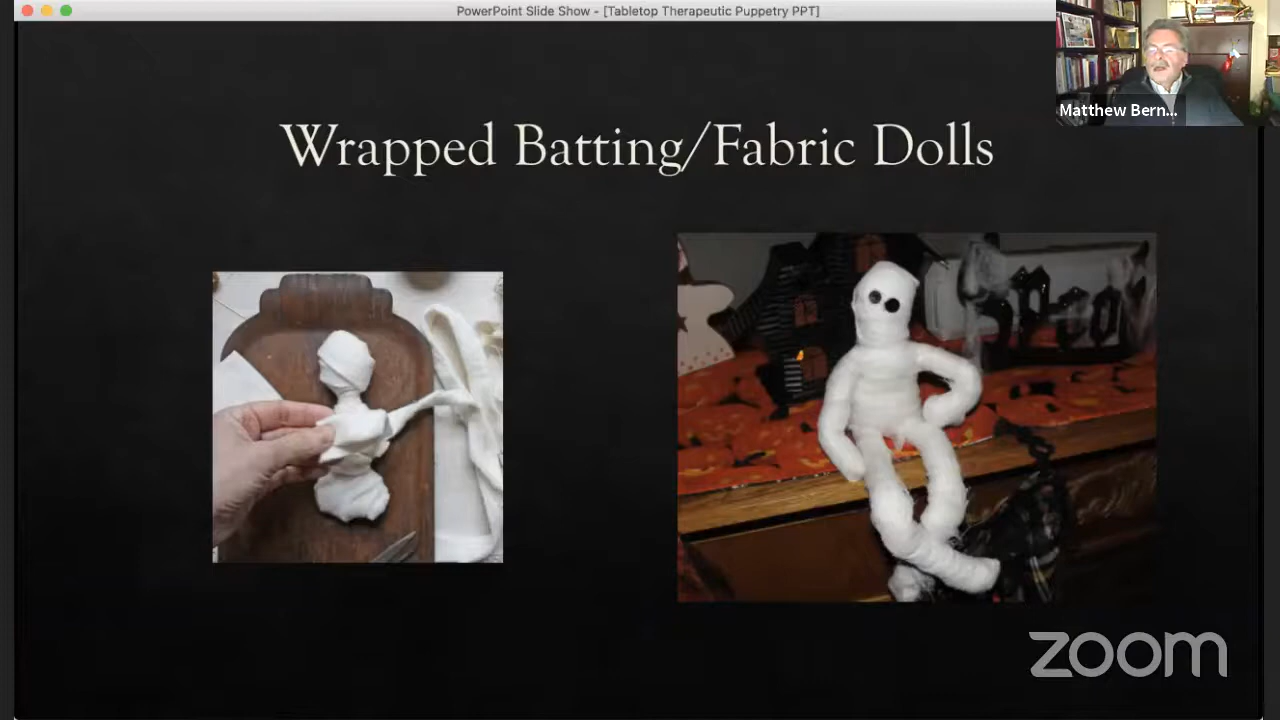 PowerPoint Slide Show - [Tabletop Therapeutic Puppetry PPT]
Matthew Bern...
Wrapped Batting/Fabric Dolls
zoom